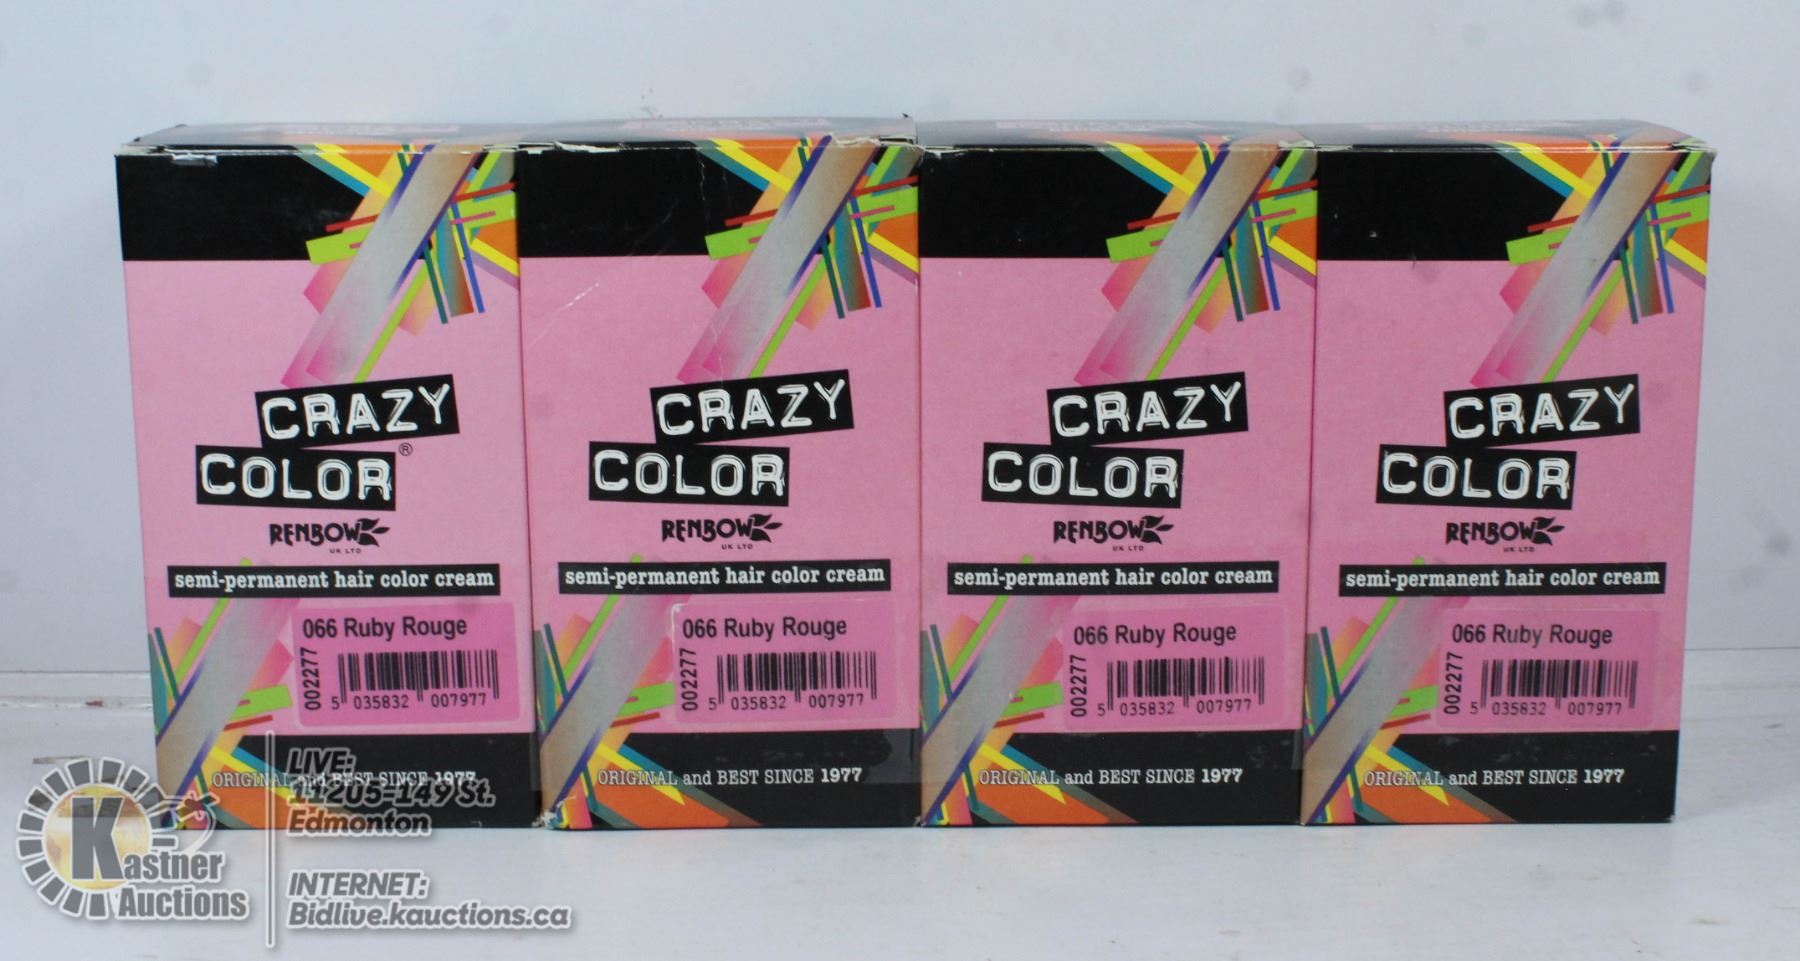 CRAZY
COLOR®
RENBOW
UK LTD
semi-permanent hair color cream
066 Ruby Rouge
002277
5 035832 007977
ORIGINAL and BEST SINCE 1977
CRAZY
COLOR
RENBOW
UK LTD
semi-permanent hair color cream
066 Ruby Rouge
002277
5 035832 007977
ORIGINAL and BEST SINCE 1977
CRAZY
COLOR
RENBOW
UK LTD
semi-permanent hair color cream
066 Ruby Rouge
002277
5 035832 007977
ORIGINAL and BEST SINCE 1977
CRAZY
COLOR
RENBOW
UK LTD
semi-permanent hair color cream
066 Ruby Rouge
002277
5 035832 007977
ORIGINAL and BEST SINCE 1977
Kastner
Auctions
LIVE:
11205-149 St.
Edmonton
INTERNET:
Bidlive.kauctions.ca